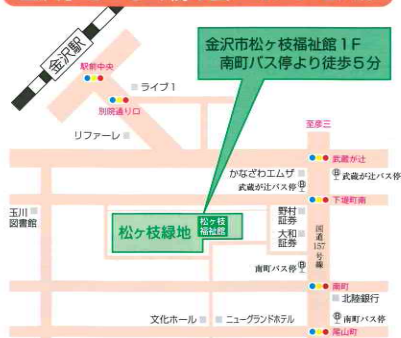 金沢市松ヶ枝福祉館1F
南町バス停より徒歩5分
金沢駅
駅前中央
ライブ1
別院通り口
リファーレ
至彦三
武蔵が辻
かなざわエムザ
武蔵が辻バス停
武蔵が辻バス停
下堤町南
玉川
図書館
松ヶ枝緑地
松ヶ枝
福祉館
野村
証券
大和
証券
国道157号線
南町バス停
南町
北陸銀行
文化ホール
ニューグランドホテル
南町バス停
尾山町